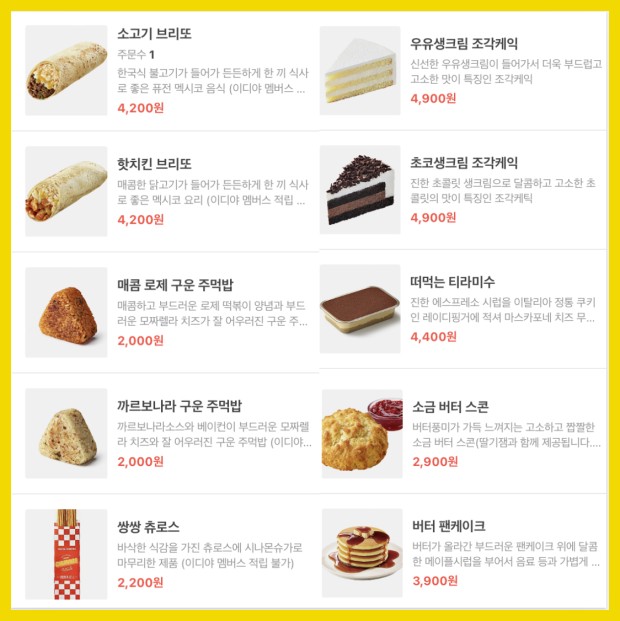 소고기 브리또
주문수 1
한국식 불고기가 들어가 든든하게 한 끼 식사
로 좋은 퓨전 멕시코 음식 (이디야 멤버스 ...
4,200원
핫치킨 브리또
매콤한 닭고기가 들어가 든든하게 한 끼 식사
로 좋은 멕시코 요리 (이디야 멤버스 적립 ...
4,200원
매콤 로제 구운 주먹밥
매콤하고 부드러운 로제 떡볶이 양념과 부드
러운 모짜렐라 치즈가 잘 어우러진 구운 주...
2,000원
까르보나라 구운 주먹밥
까르보나라소스와 베이컨이 부드러운 모짜렐
라 치즈와 잘 어우러진 구운 주먹밥 (이디야...
2,000원
쌍쌍 츄로스
바삭한 식감을 가진 츄로스에 시나몬슈가로
마무리한 제품 (이디야 멤버스 적립 불가)
2,200원
우유생크림 조각케익
신선한 우유생크림이 들어가서 더욱 부드럽고
고소한 맛이 특징인 조각케익
4,900원
초코생크림 조각케익
진한 초콜릿 생크림으로 달콤하고 고소한 초
콜릿의 맛이 특징인 조각케틱
4,900원
떠먹는 티라미수
진한 에스프레소 시럽을 이탈리아 정통 쿠키
인 레이디핑거에 적셔 마스카포네 치즈 무...
4,400원
소금 버터 스콘
버터풍미가 가득 느껴지는 고소하고 짭짤한
소금 버터 스콘(딸기잼과 함께 제공됩니다....
2,900원
버터 팬케이크
버터가 올라간 부드러운 팬케이크 위에 달콤
한 메이플시럽을 부어서 음료 등과 가볍게 ...
3,900원